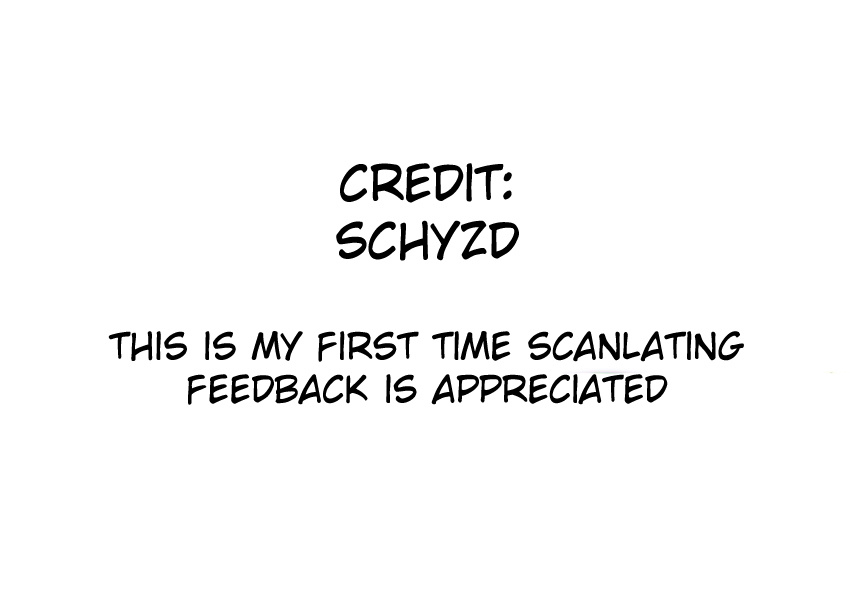 CREDIT:
SCHYZD
THIS IS MY FIRST TIME SCANLATING
FEEDBACK IS APPRECIATED